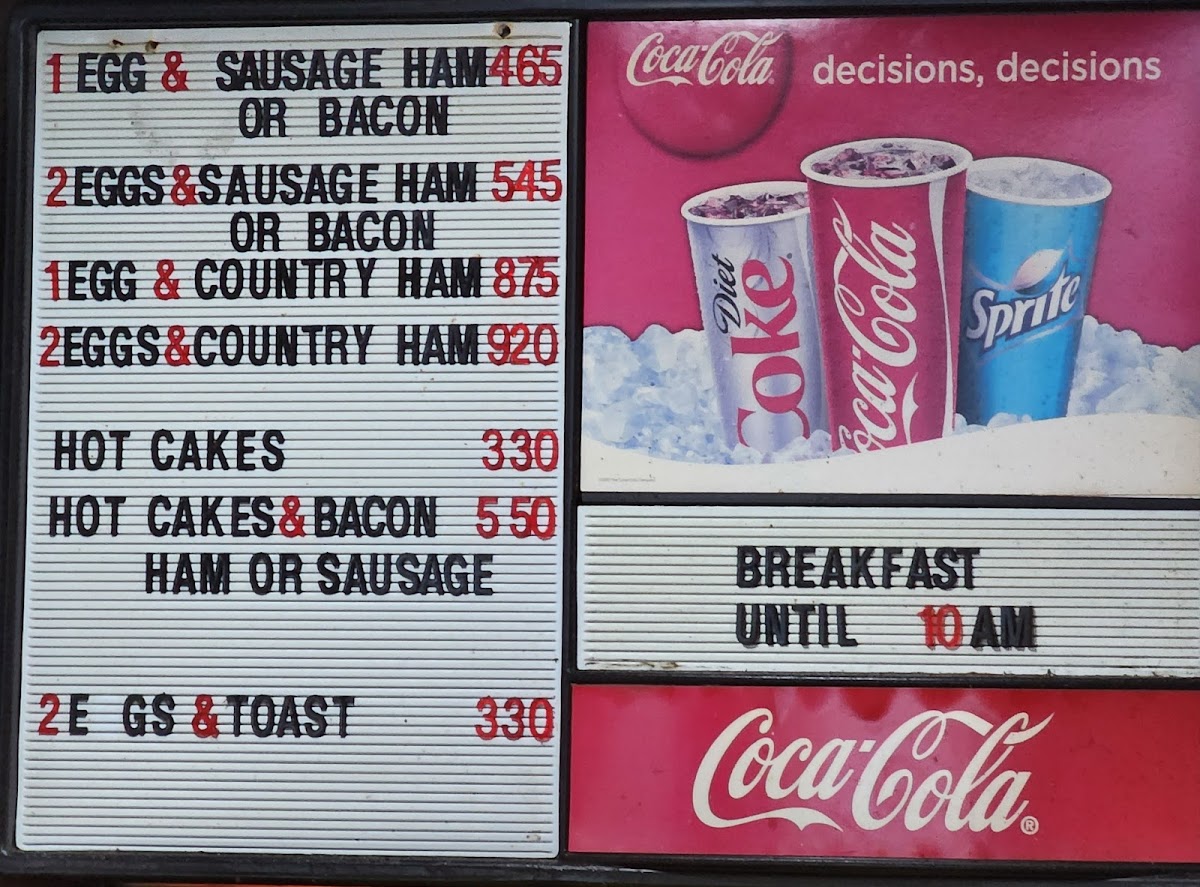 1 EGG & SAUSAGE HAM 465
OR BACON
2 EGGS & SAUSAGE HAM 545
OR BACON
1 EGG & COUNTRY HAM 875
2 EGGS & COUNTRY HAM 920
HOT CAKES 330
HOT CAKES & BACON 5 50
HAM OR SAUSAGE
2 E GS & TOAST 330
Coca-Cola decisions, decisions
Diet Coke
Coca-Cola
Sprite
BREAKFAST
UNTIL 10 AM
Coca-Cola®